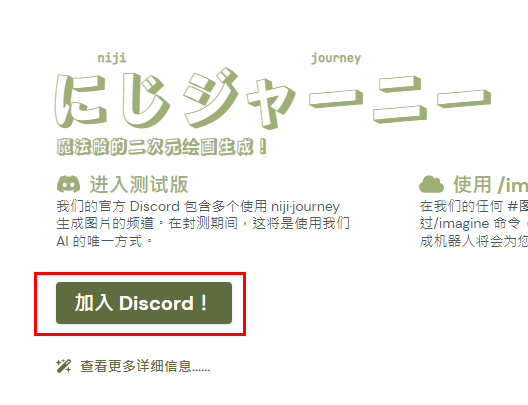 niji journey
にじジャーニー
魔法般的二次元绘画生成！
进入测试版
我们的官方 Discord 包含多个使用 niji·journey
生成图片的频道。在封测期间，这将是使用我们
AI 的唯一方式。
使用 /im
在我们的任何 #图
过/imagine 命令，
成机器人将会为您
加入 Discord！
查看更多详细信息......